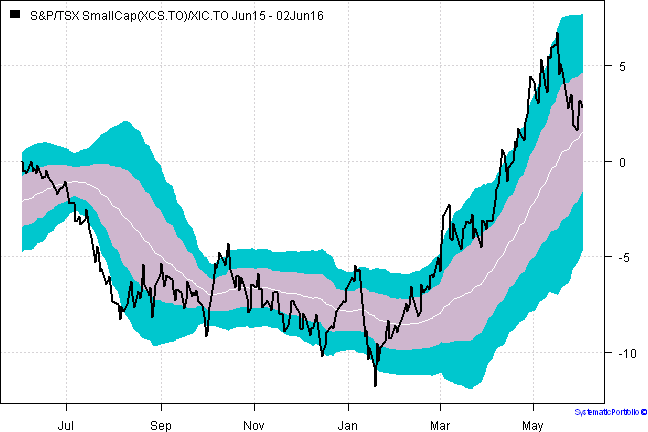 S&P/TSX SmallCap(XCS.TO)/XIC.TO Jun15 - 02Jun16
5
0
-5
-10
Jul Sep Nov Jan Mar May
SystematicPortfolio ©